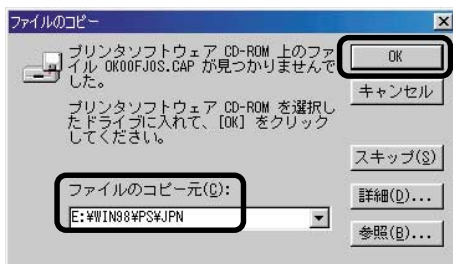 ファイルのコピー
プリンタソフトウェア CD-ROM 上のファ
イル OK00FJ0S.CAP が見つかりませんで
した。
プリンタソフトウェア CD-ROM を選択し
たドライブに入れて、[OK] をクリック
してください。
ファイルのコピー元(C):
E:¥WIN98¥PS¥JPN
OK
キャンセル
スキップ(S)
詳細(D)...
参照(B)...